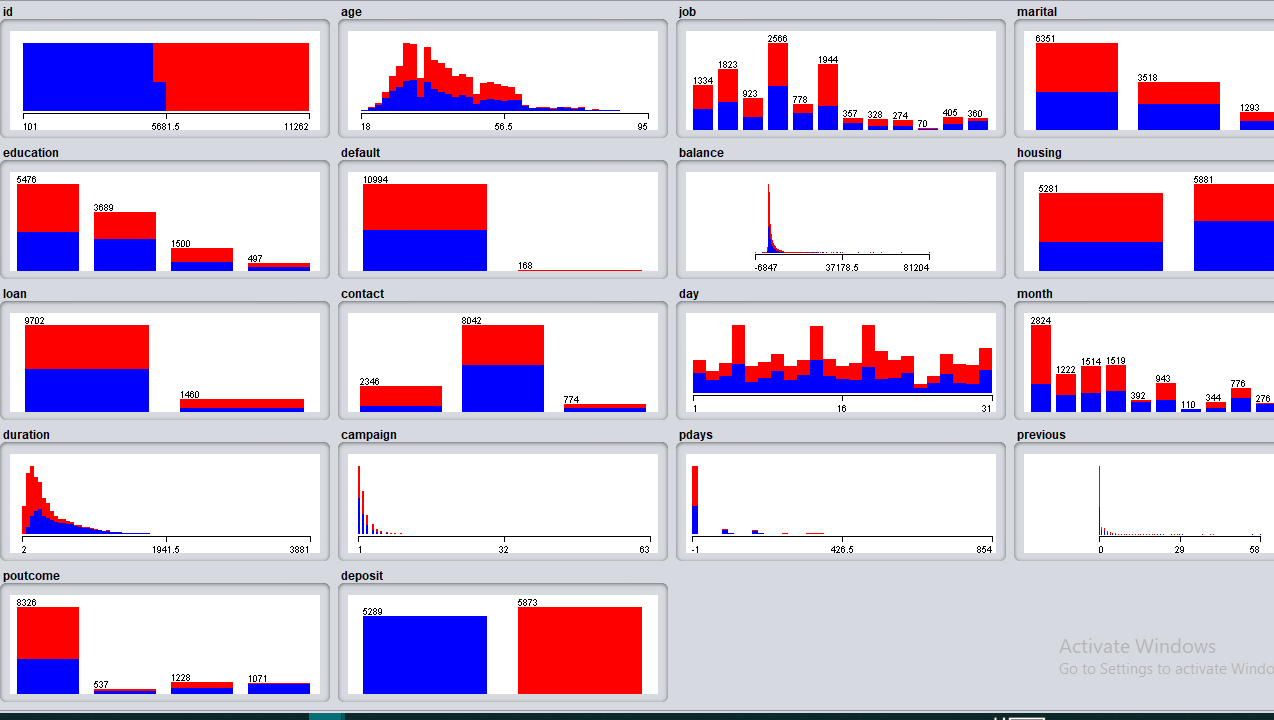 id age job marital
6351
2566
1944
1823
3518
1334
923
778
1293
357 328 274 70 405 360
101 5681.5 11262 18 56.5 95
education default balance housing
5476 10994 5881
5281
3689
1500
497 168
-6847 37178.5 81204
loan contact day month
9702 8042 2824
1514 1519
1222
943
2346 776
1460 774 392 110 344 276
1 16 31
duration campaign pdays previous
2 1941.5 3881 1 32 63 -1 426.5 854 0 29 58
poutcome deposit
8326 5873
5289
537 1228 1071
Activate Windows
Go to Settings to activate Windo